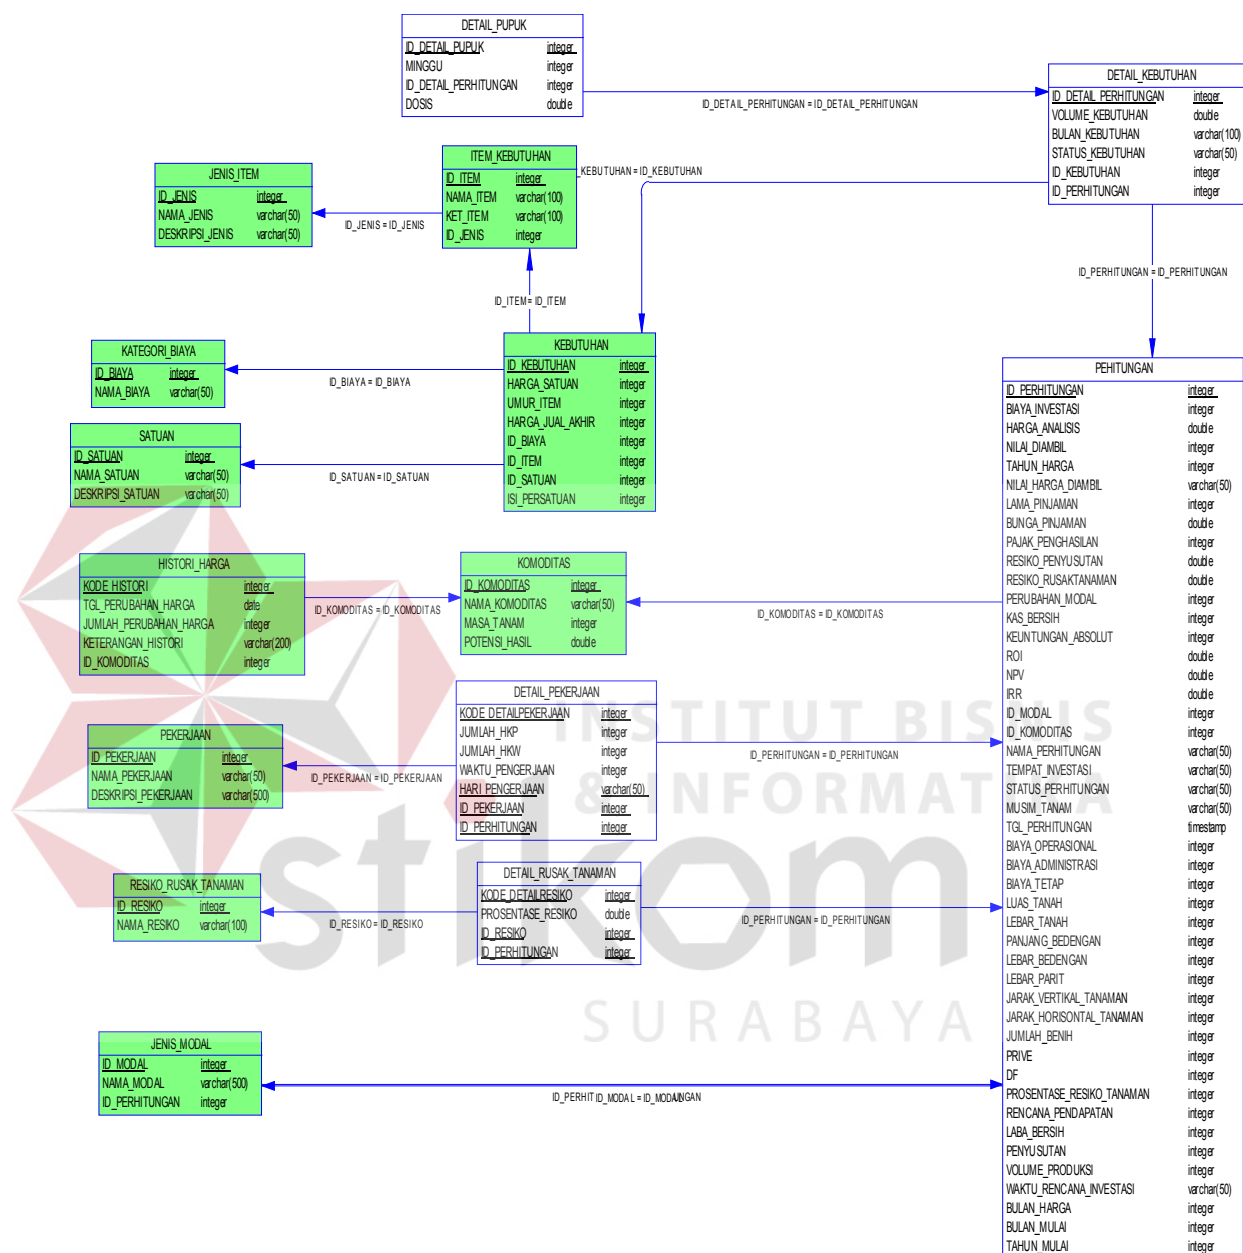 DETAIL_PUPUK
ID_DETAIL_PUPUK integer
MINGGU integer
ID_DETAIL_PERHITUNGAN integer
DOSIS double
ID_DETAIL_PERHITUNGAN = ID_DETAIL_PERHITUNGAN
DETAIL_KEBUTUHAN
ID_DETAIL_PERHITUNGAN integer
VOLUME_KEBUTUHAN double
BULAN_KEBUTUHAN varchar(100)
STATUS_KEBUTUHAN varchar(50)
ID_KEBUTUHAN integer
ID_PERHITUNGAN integer
JENIS_ITEM
ID_JENIS integer
NAMA_JENIS varchar(50)
DESKRIPSI_JENIS varchar(50)
ID_JENIS = ID_JENIS
ITEM_KEBUTUHAN
ID_ITEM integer
NAMA_ITEM varchar(100)
KET_ITEM varchar(100)
ID_JENIS integer
_KEBUTUHAN = ID_KEBUTUHAN
ID_PERHITUNGAN = ID_PERHITUNGAN
ID_ITEM = ID_ITEM
KATEGORI_BIAYA
ID_BIAYA integer
NAMA_BIAYA varchar(50)
ID_BIAYA = ID_BIAYA
KEBUTUHAN
ID_KEBUTUHAN integer
HARGA_SATUAN integer
UMUR_ITEM integer
HARGA_JUAL_AKHIR integer
ID_BIAYA integer
ID_ITEM integer
ID_SATUAN integer
ISI_PERSATUAN integer
SATUAN
ID_SATUAN integer
NAMA_SATUAN varchar(50)
DESKRIPSI_SATUAN varchar(50)
ID_SATUAN = ID_SATUAN
HISTORI_HARGA
KODE_HISTORI integer
TGL_PERUBAHAN_HARGA date
JUMLAH_PERUBAHAN_HARGA integer
KETERANGAN_HISTORI varchar(200)
ID_KOMODITAS integer
ID_KOMODITAS = ID_KOMODITAS
KOMODITAS
ID_KOMODITAS integer
NAMA_KOMODITAS varchar(50)
MASA_TANAM integer
POTENSI_HASIL double
ID_KOMODITAS = ID_KOMODITAS
PEKERJAAN
ID_PEKERJAAN integer
NAMA_PEKERJAAN varchar(50)
DESKRIPSI_PEKERJAAN varchar(500)
ID_PEKERJAAN = ID_PEKERJAAN
DETAIL_PEKERJAAN
KODE_DETAILPEKERJAAN integer
JUMLAH_HKP integer
JUMLAH_HKW integer
WAKTU_PENGERJAAN integer
HARI_PENGERJAAN varchar(50)
ID_PEKERJAAN integer
ID_PERHITUNGAN integer
ID_PERHITUNGAN = ID_PERHITUNGAN
RESIKO_RUSAK_TANAMAN
ID_RESIKO integer
NAMA_RESIKO varchar(100)
ID_RESIKO = ID_RESIKO
DETAIL_RUSAK_TANAMAN
KODE_DETAILRESIKO integer
PROSENTASE_RESIKO double
ID_RESIKO integer
ID_PERHITUNGAN integer
ID_PERHITUNGAN = ID_PERHITUNGAN
JENIS_MODAL
ID_MODAL integer
NAMA_MODAL varchar(500)
ID_PERHITUNGAN integer
ID_PERHIT ID_MODAL = ID_MODAL
PEHITUNGAN
ID_PERHITUNGAN integer
BIAYA_INVESTASI integer
HARGA_ANALISIS double
NILAI_DIAMBIL integer
TAHUN_HARGA integer
NILAI_HARGA_DIAMBIL varchar(50)
LAMA_PINJAMAN integer
BUNGA_PINJAMAN double
PAJAK_PENGHASILAN integer
RESIKO_PENYUSUTAN double
RESIKO_RUSAKTANAMAN double
PERUBAHAN_MODAL integer
KAS_BERSIH integer
KEUNTUNGAN_ABSOLUT integer
ROI double
NPV double
IRR double
ID_MODAL integer
ID_KOMODITAS integer
NAMA_PERHITUNGAN varchar(50)
TEMPAT_INVESTASI varchar(50)
STATUS_PERHITUNGAN varchar(50)
MUSIM_TANAM varchar(50)
TGL_PERHITUNGAN timestamp
BIAYA_OPERASIONAL integer
BIAYA_ADMINISTRASI integer
BIAYA_TETAP integer
LUAS_TANAH integer
LEBAR_TANAH integer
PANJANG_BEDENGAN integer
LEBAR_BEDENGAN integer
LEBAR_PARIT integer
JARAK_VERTIKAL_TANAMAN integer
JARAK_HORISONTAL_TANAMAN integer
JUMLAH_BENIH integer
PRIVE integer
DF integer
PROSENTASE_RESIKO_TANAMAN integer
RENCANA_PENDAPATAN integer
LABA_BERSIH integer
PENYUSUTAN integer
VOLUME_PRODUKSI integer
WAKTU_RENCANA_INVESTASI varchar(50)
BULAN_HARGA integer
BULAN_MULAI integer
TAHUN_MULAI integer
INSTITUT BISNIS
& INFORMATIKA
stikom
SURABAYA